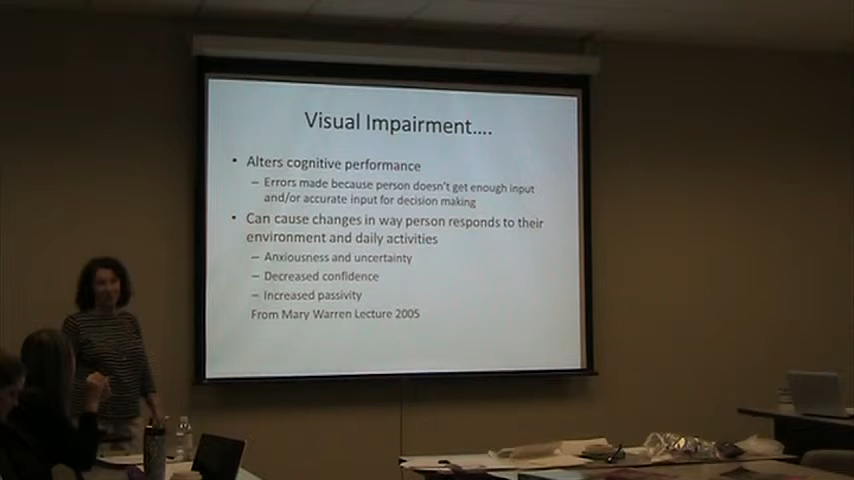 Visual Impairment....
• Alters cognitive performance
– Errors made because person doesn't get enough input
and/or accurate input for decision making
• Can cause changes in way person responds to their
environment and daily activities
– Anxiousness and uncertainty
– Decreased confidence
– Increased passivity
From Mary Warren Lecture 2005